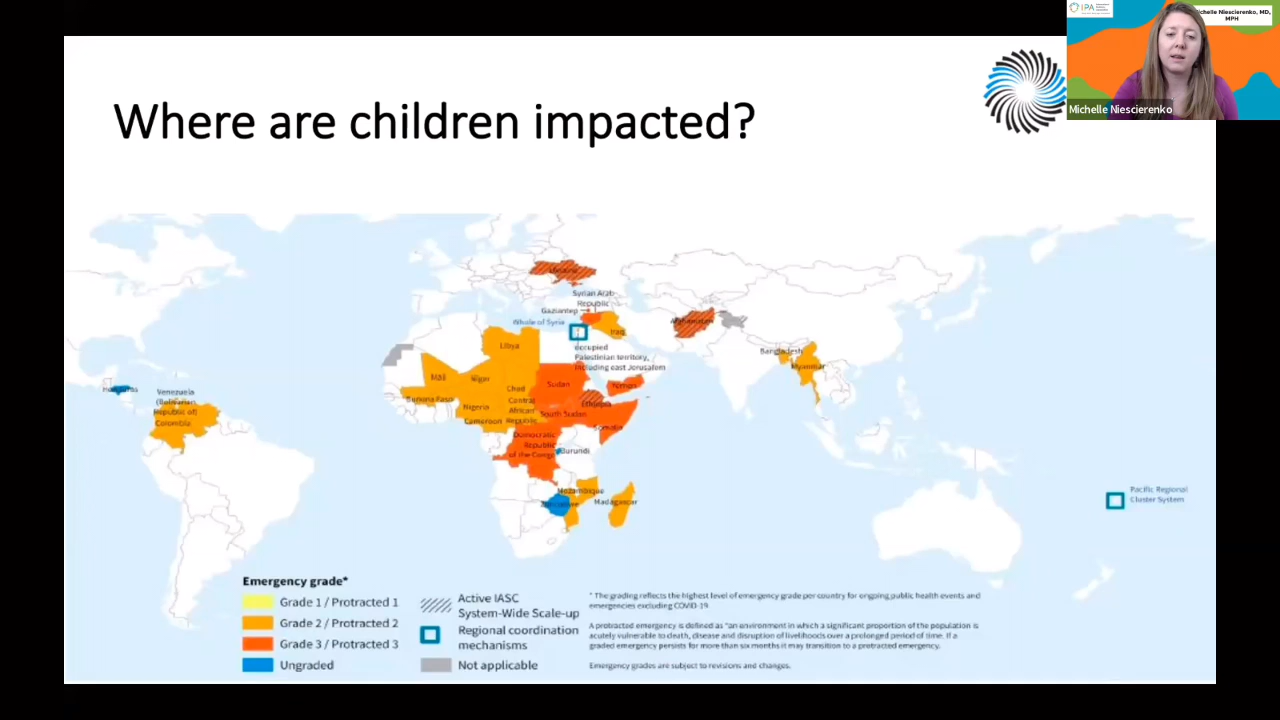 iPA
Michelle Niescierenko, MD,
MPH
Michelle Niescierenko
Where are children impacted?
Ukraine
Syrian Arab
Republic
Gaziantep
Whole of Syria
Iraq
occupied
Palestinian territory,
including east Jerusalem
Afghanistan
Bangladesh
Myanmar
Libya
Mali
Niger
Chad
Sudan
Yemen
Burkina Faso
Nigeria
Central
African
Republic
Cameroon
Ethiopia
South Sudan
Somalia
Democratic
Republic
of the Congo
Burundi
Honduras
Venezuela
(Bolivarian
Republic of)
Colombia
Mozambique
Zimbabwe
Madagascar
Pacific Regional
Cluster System
Emergency grade*
Grade 1 / Protracted 1
Grade 2 / Protracted 2
Grade 3 / Protracted 3
Ungraded
Active IASC
System-Wide Scale-up
Regional coordination
mechanisms
Not applicable
* The grading reflects the highest level of emergency grade per country for ongoing public health events and
emergencies excluding COVID-19
A protracted emergency is defined as "an environment in which a significant proportion of the population is
acutely vulnerable to death, disease and disruption of livelihoods over a prolonged period of time. If a
graded emergency persists for more than six months it may transition to a protracted emergency.
Emergency grades are subject to revisions and changes.